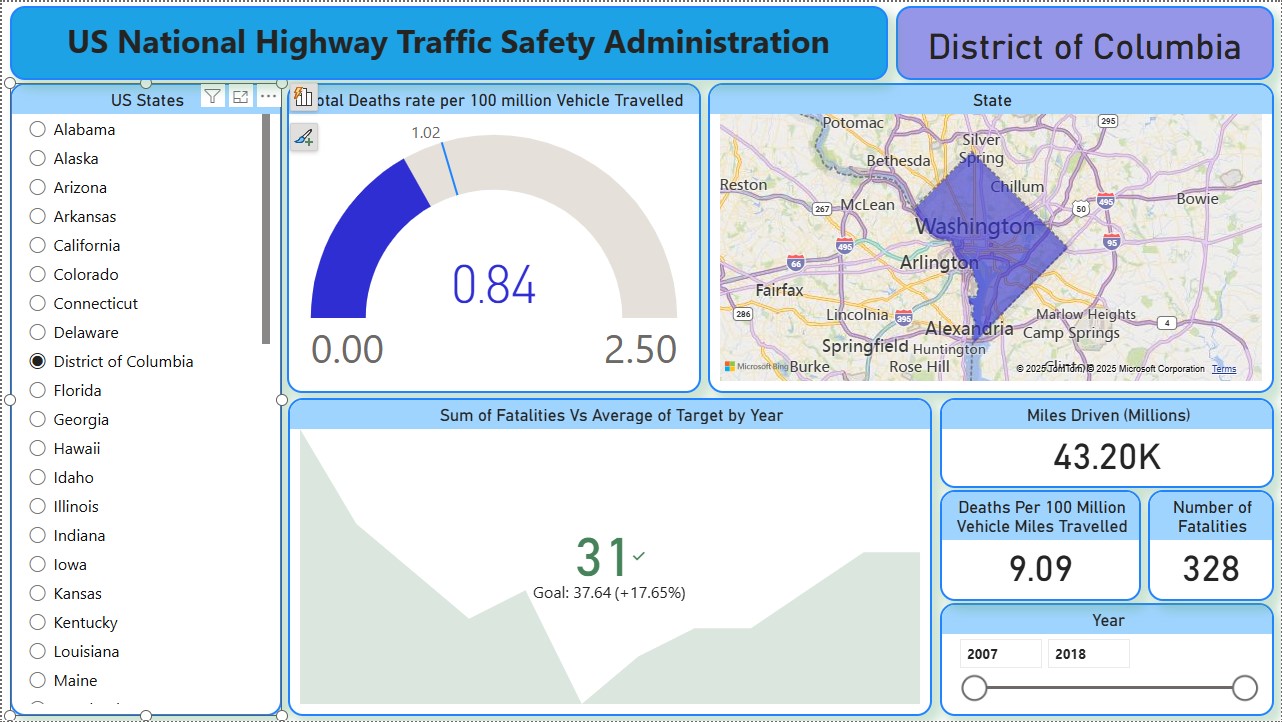 US National Highway Traffic Safety Administration
District of Columbia
US States
Alabama
Alaska
Arizona
Arkansas
California
Colorado
Connecticut
Delaware
District of Columbia
Florida
Georgia
Hawaii
Idaho
Illinois
Indiana
Iowa
Kansas
Kentucky
Louisiana
Maine
otal Deaths rate per 100 million Vehicle Travelled
1.02
0.84
0.00
2.50
State
Potomac
295
Silver
Spring
Bethesda
Reston
Chillum
McLean
267
50
495
Bowie
Washington
495
95
66
Arlington
Fairfax
286
Lincolnia
395
Marlow Heights
4
Alexandria
Camp Springs
Springfield
Huntington
Microsoft Bing
Burke
Rose Hill
© 2025 TomTom, © 2025 Microsoft Corporation
Terms
Sum of Fatalities Vs Average of Target by Year
31
Goal: 37.64 (+17.65%)
Miles Driven (Millions)
43.20K
Deaths Per 100 Million
Vehicle Miles Travelled
9.09
Number of
Fatalities
328
Year
2007
2018